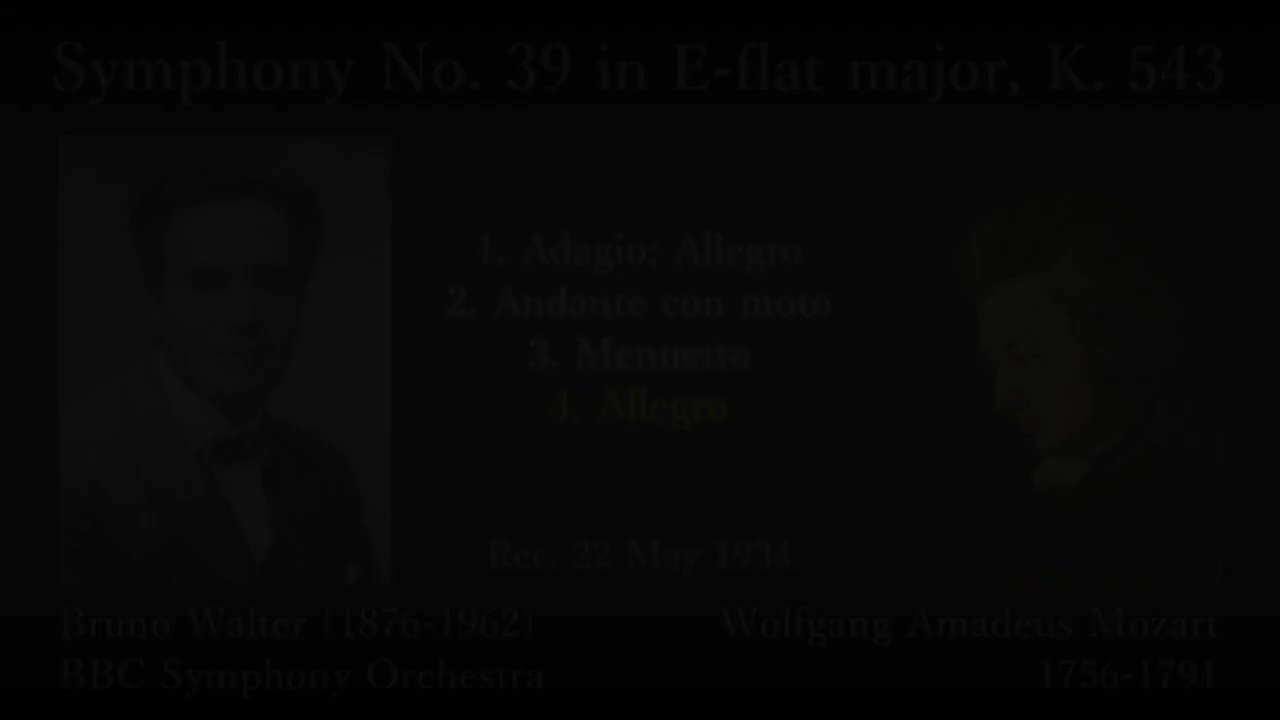 Symphony No. 39 in E-flat major, K. 543
1. Adagio; Allegro
2. Andante con moto
3. Menuetto
4. Allegro
Rec. 22 May 1934
Bruno Walter (1876-1962)
BBC Symphony Orchestra
Wolfgang Amadeus Mozart
1756-1791